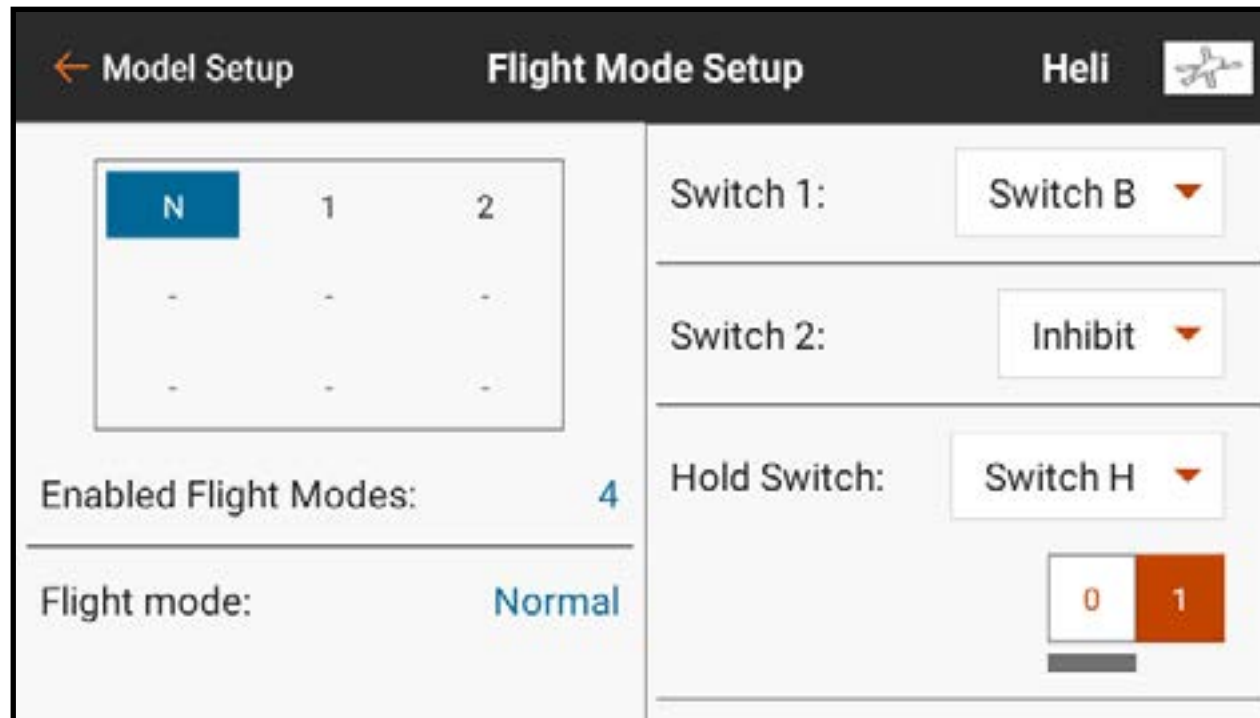 ← Model Setup Flight Mode Setup Heli
N 1 2
- - -
- - -
Enabled Flight Modes: 4
Flight mode: Normal
Switch 1: Switch B
Switch 2: Inhibit
Hold Switch: Switch H
0 1